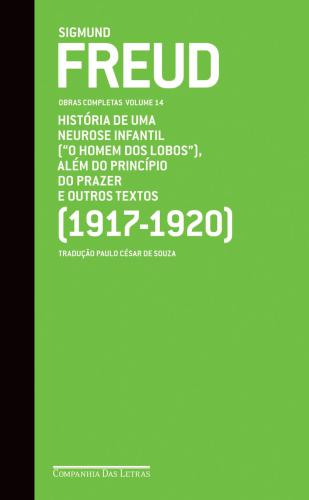 SIGMUND
FREUD
OBRAS COMPLETAS VOLUME 14
HISTÓRIA DE UMA
NEUROSE INFANTIL
("O HOMEM DOS LOBOS"),
ALÉM DO PRINCÍPIO
DO PRAZER
E OUTROS TEXTOS
(1917-1920)
TRADUÇÃO PAULO CÉSAR DE SOUZA
COMPANHIA DAS LETRAS